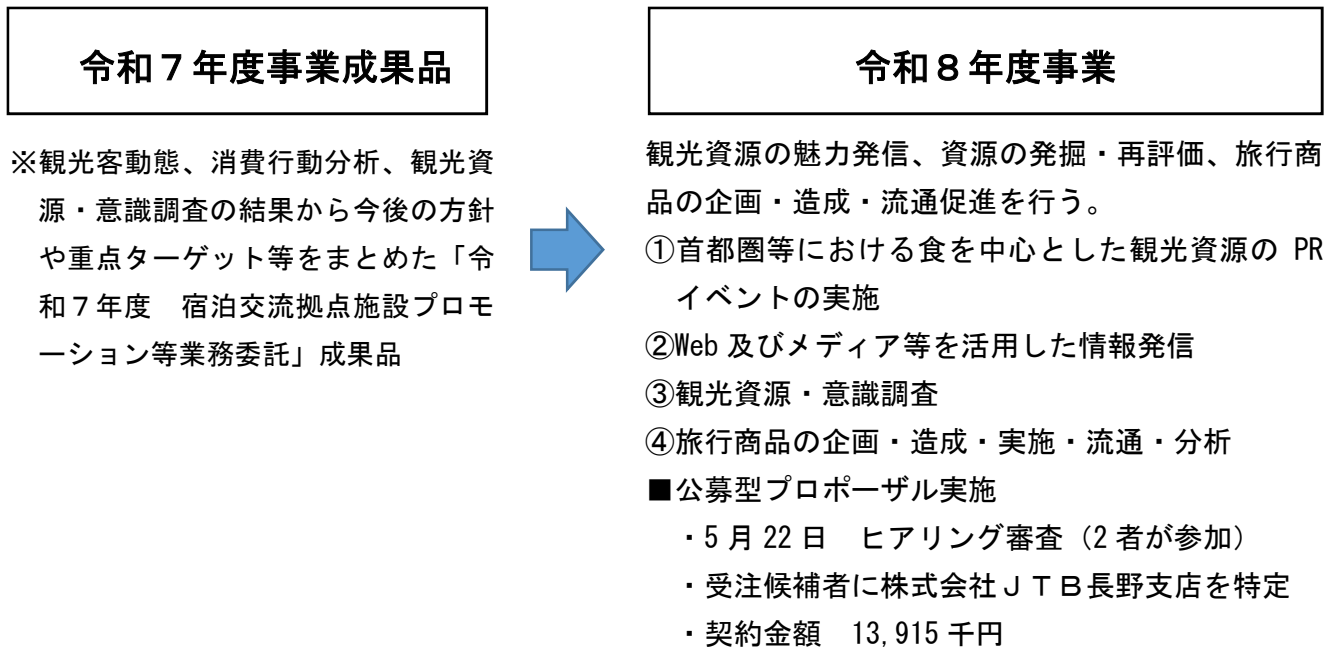 令和７年度事業成果品
※観光客動態、消費行動分析、観光資
源・意識調査の結果から今後の方針
や重点ターゲット等をまとめた「令
和７年度　宿泊交流拠点施設プロモ
ーション等業務委託」成果品
令和８年度事業
観光資源の魅力発信、資源の発掘・再評価、旅行商
品の企画・造成・流通促進を行う。
①首都圏等における食を中心とした観光資源の PR
イベントの実施
②Web 及びメディア等を活用した情報発信
③観光資源・意識調査
④旅行商品の企画・造成・実施・流通・分析
■公募型プロポーザル実施
・5 月 22 日　ヒアリング審査（2 者が参加）
・受注候補者に株式会社ＪＴＢ長野支店を特定
・契約金額　13,915 千円